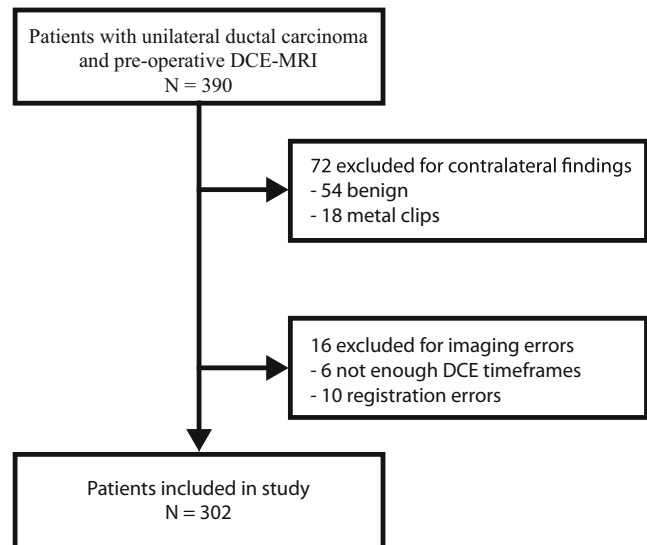 Patients with unilateral ductal carcinoma
and pre-operative DCE-MRI
N = 390
72 excluded for contralateral findings
- 54 benign
- 18 metal clips
16 excluded for imaging errors
- 6 not enough DCE timeframes
- 10 registration errors
Patients included in study
N = 302